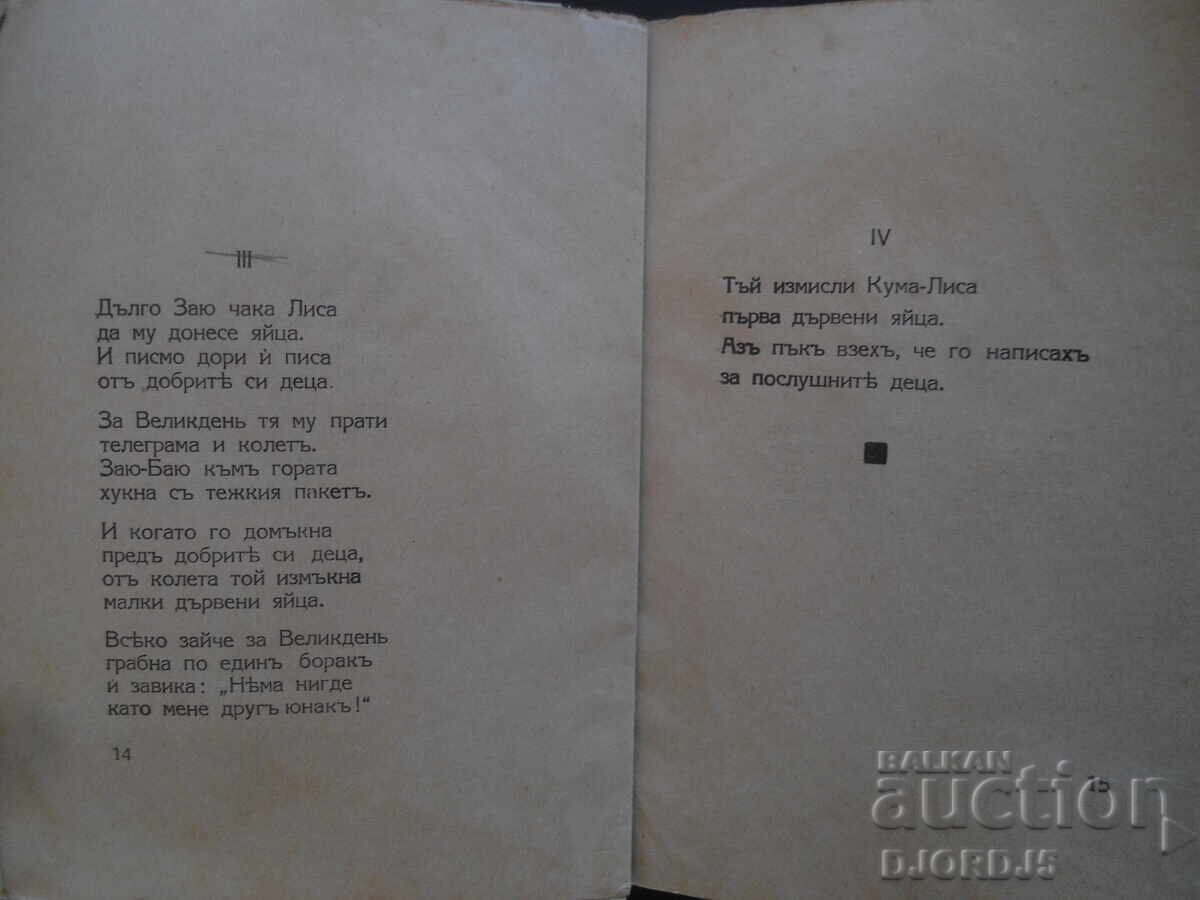 III
Дълго Заю чака Лиса
да му донесе яйца.
И писмо дори ѝ писа
отъ добритѣ си деца.
За Великдень тя му прати
телеграма и колетъ.
Заю-Баю къмъ гората
хукна съ тежкия пакетъ.
И когато го домъкна
предъ добритѣ си деца,
отъ колета той измъкна
малки дървени яйца.
Всѣко зайче за Великдень
грабна по единъ боракъ
и завика: „Нѣма нигде
като мене другъ юнакъ!“
14
IV
Тъй измисли Кума-Лиса
първа дървени яйца.
Азъ пъкъ взехъ, че го написахъ
за послушнитѣ деца.
15
BALKAN
auction
DJORDJ5